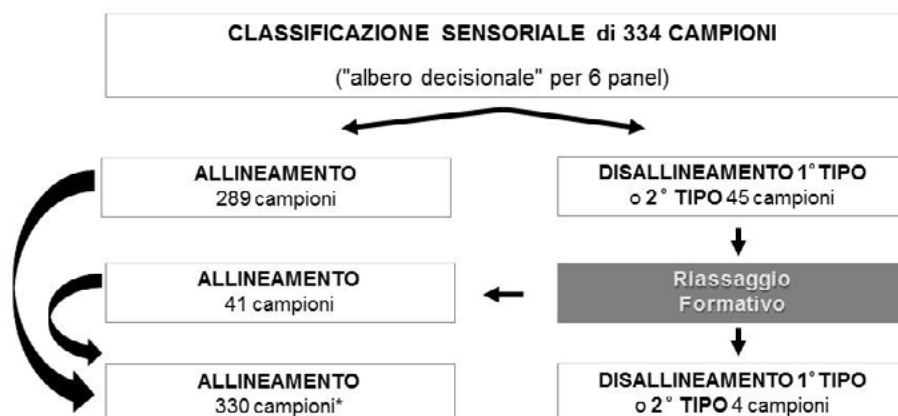 CLASSIFICAZIONE SENSORIALE di 334 CAMPIONI
("albero decisionale" per 6 panel)
ALLINEAMENTO
289 campioni
DISALLINEAMENTO 1° TIPO
o 2° TIPO 45 campioni
ALLINEAMENTO
41 campioni
Riassaggio
Formativo
ALLINEAMENTO
330 campioni*
DISALLINEAMENTO 1° TIPO
o 2° TIPO 4 campioni